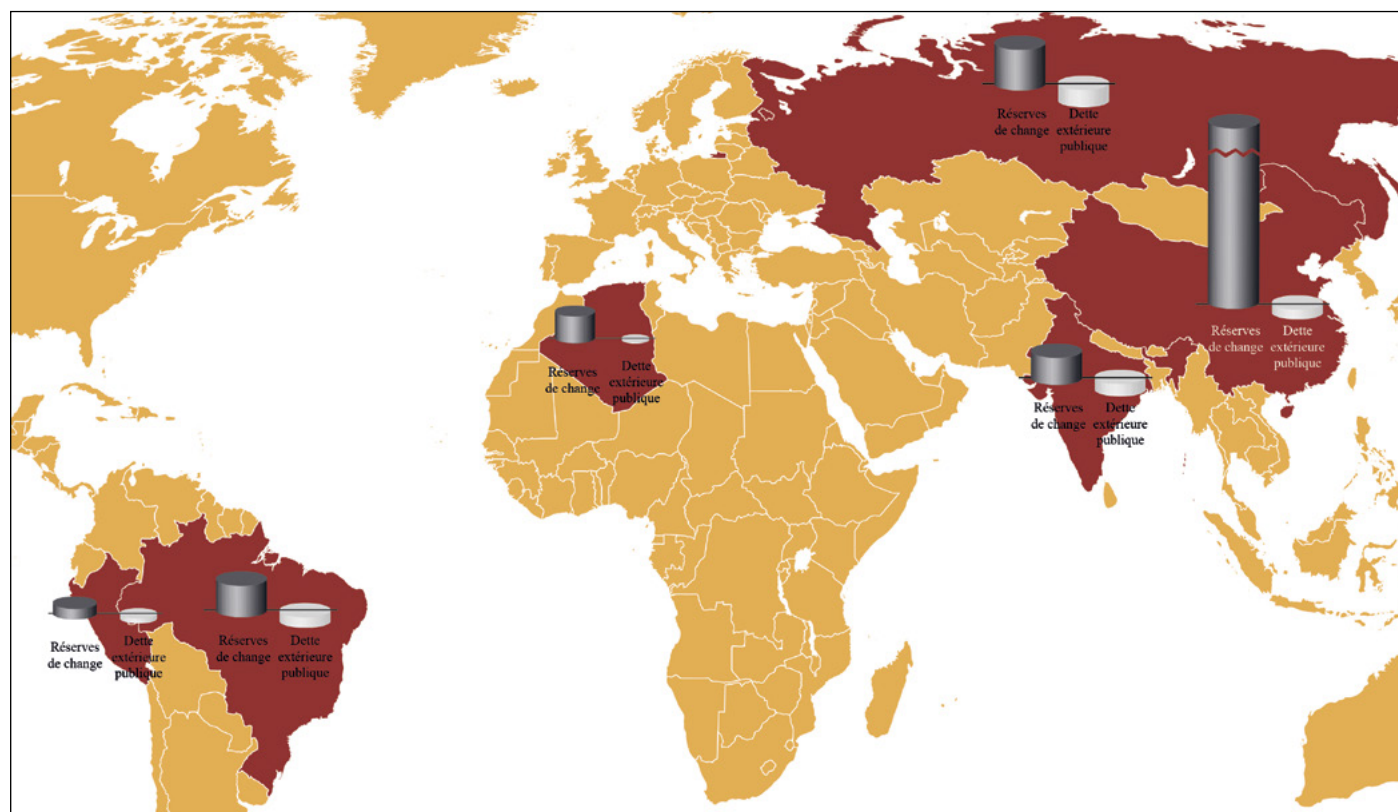 Réserves
de change
Dette
extérieure
publique
Réserves
de change
Dette
extérieure
publique
Réserves
de change
Dette
extérieure
publique
Réserves
de change
Dette
extérieure
publique
Réserves
de change
Dette
extérieure
publique
Réserves
de change
Dette
extérieure
publique